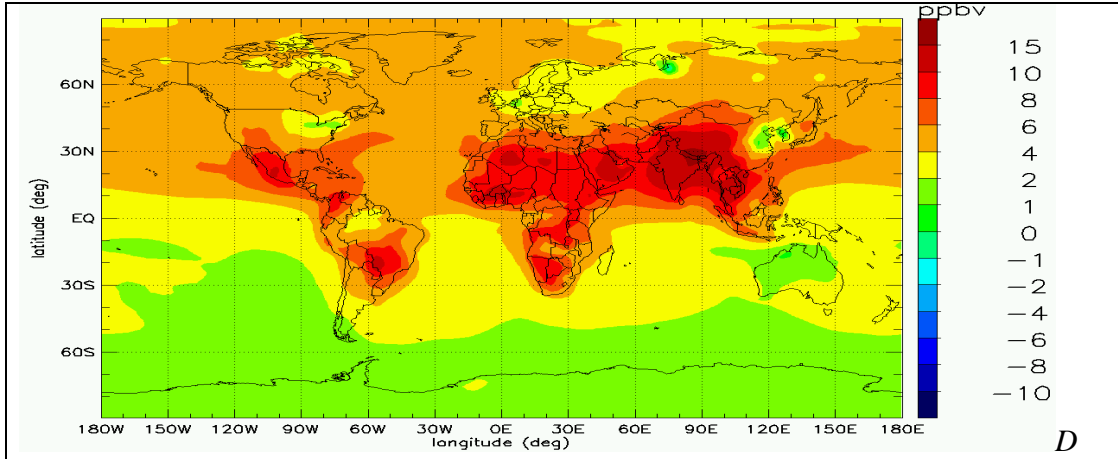 ppbv
15
10
8
6
4
2
1
0
−1
−2
−4
−6
−8
−10
latitude (deg)
60N
30N
EQ
30S
60S
180W 150W 120W 90W 60W 30W 0E 30E 60E 90E 120E 150E 180E
longitude (deg)
D